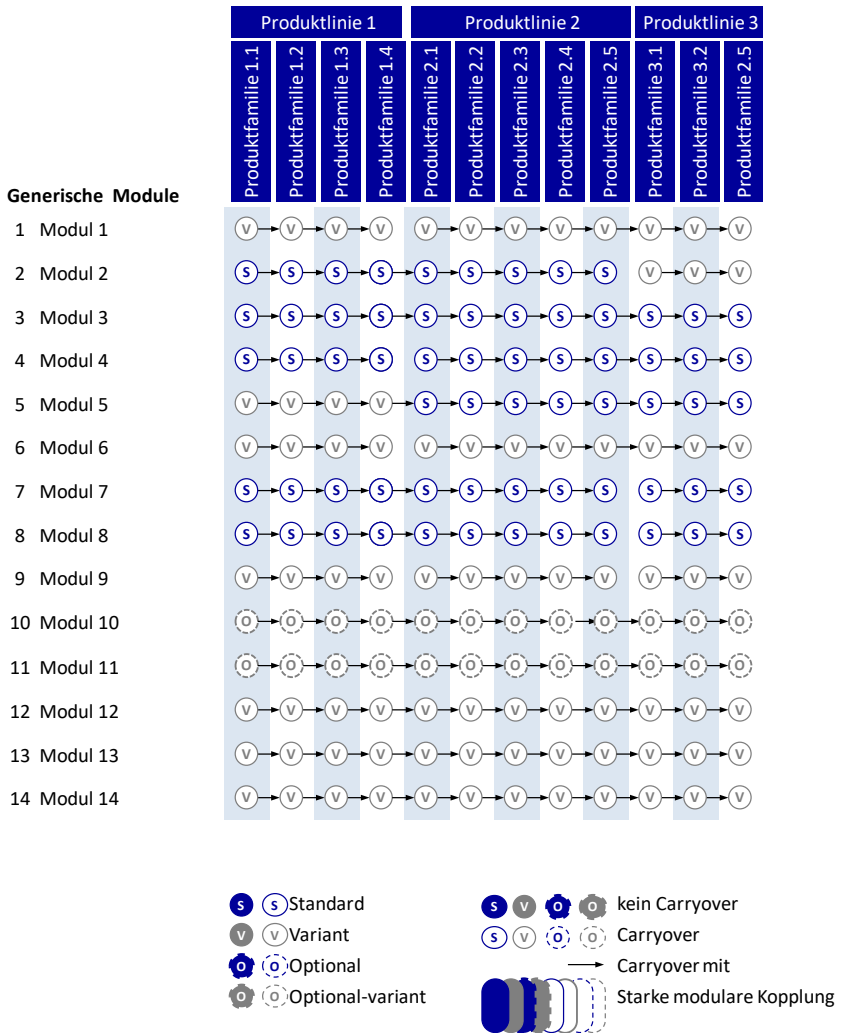 Produktlinie 1 Produktlinie 2 Produktlinie 3
Produktfamilie 1.1
Produktfamilie 1.2
Produktfamilie 1.3
Produktfamilie 1.4
Produktfamilie 2.1
Produktfamilie 2.2
Produktfamilie 2.3
Produktfamilie 2.4
Produktfamilie 2.5
Produktfamilie 3.1
Produktfamilie 3.2
Produktfamilie 2.5
Generische Module
1 Modul 1 V V V V V V V V V V V V
2 Modul 2 S S S S S S S S S V V V
3 Modul 3 S S S S S S S S S S S S
4 Modul 4 S S S S S S S S S S S S
5 Modul 5 V V V V S S S S S S S S
6 Modul 6 V V V V V V V V V V V V
7 Modul 7 S S S S S S S S S S S S
8 Modul 8 S S S S S S S S S S S S
9 Modul 9 V V V V V V V V V V V V
10 Modul 10 O O O O O O O O O O O O
11 Modul 11 O O O O O O O O O O O O
12 Modul 12 V V V V V V V V V V V V
13 Modul 13 V V V V V V V V V V V V
14 Modul 14 V V V V V V V V V V V V
S S Standard
V V Variant
O O Optional
O O Optional-variant
S V O O kein Carryover
S V O O Carryover
Carryover mit
Starke modulare Kopplung